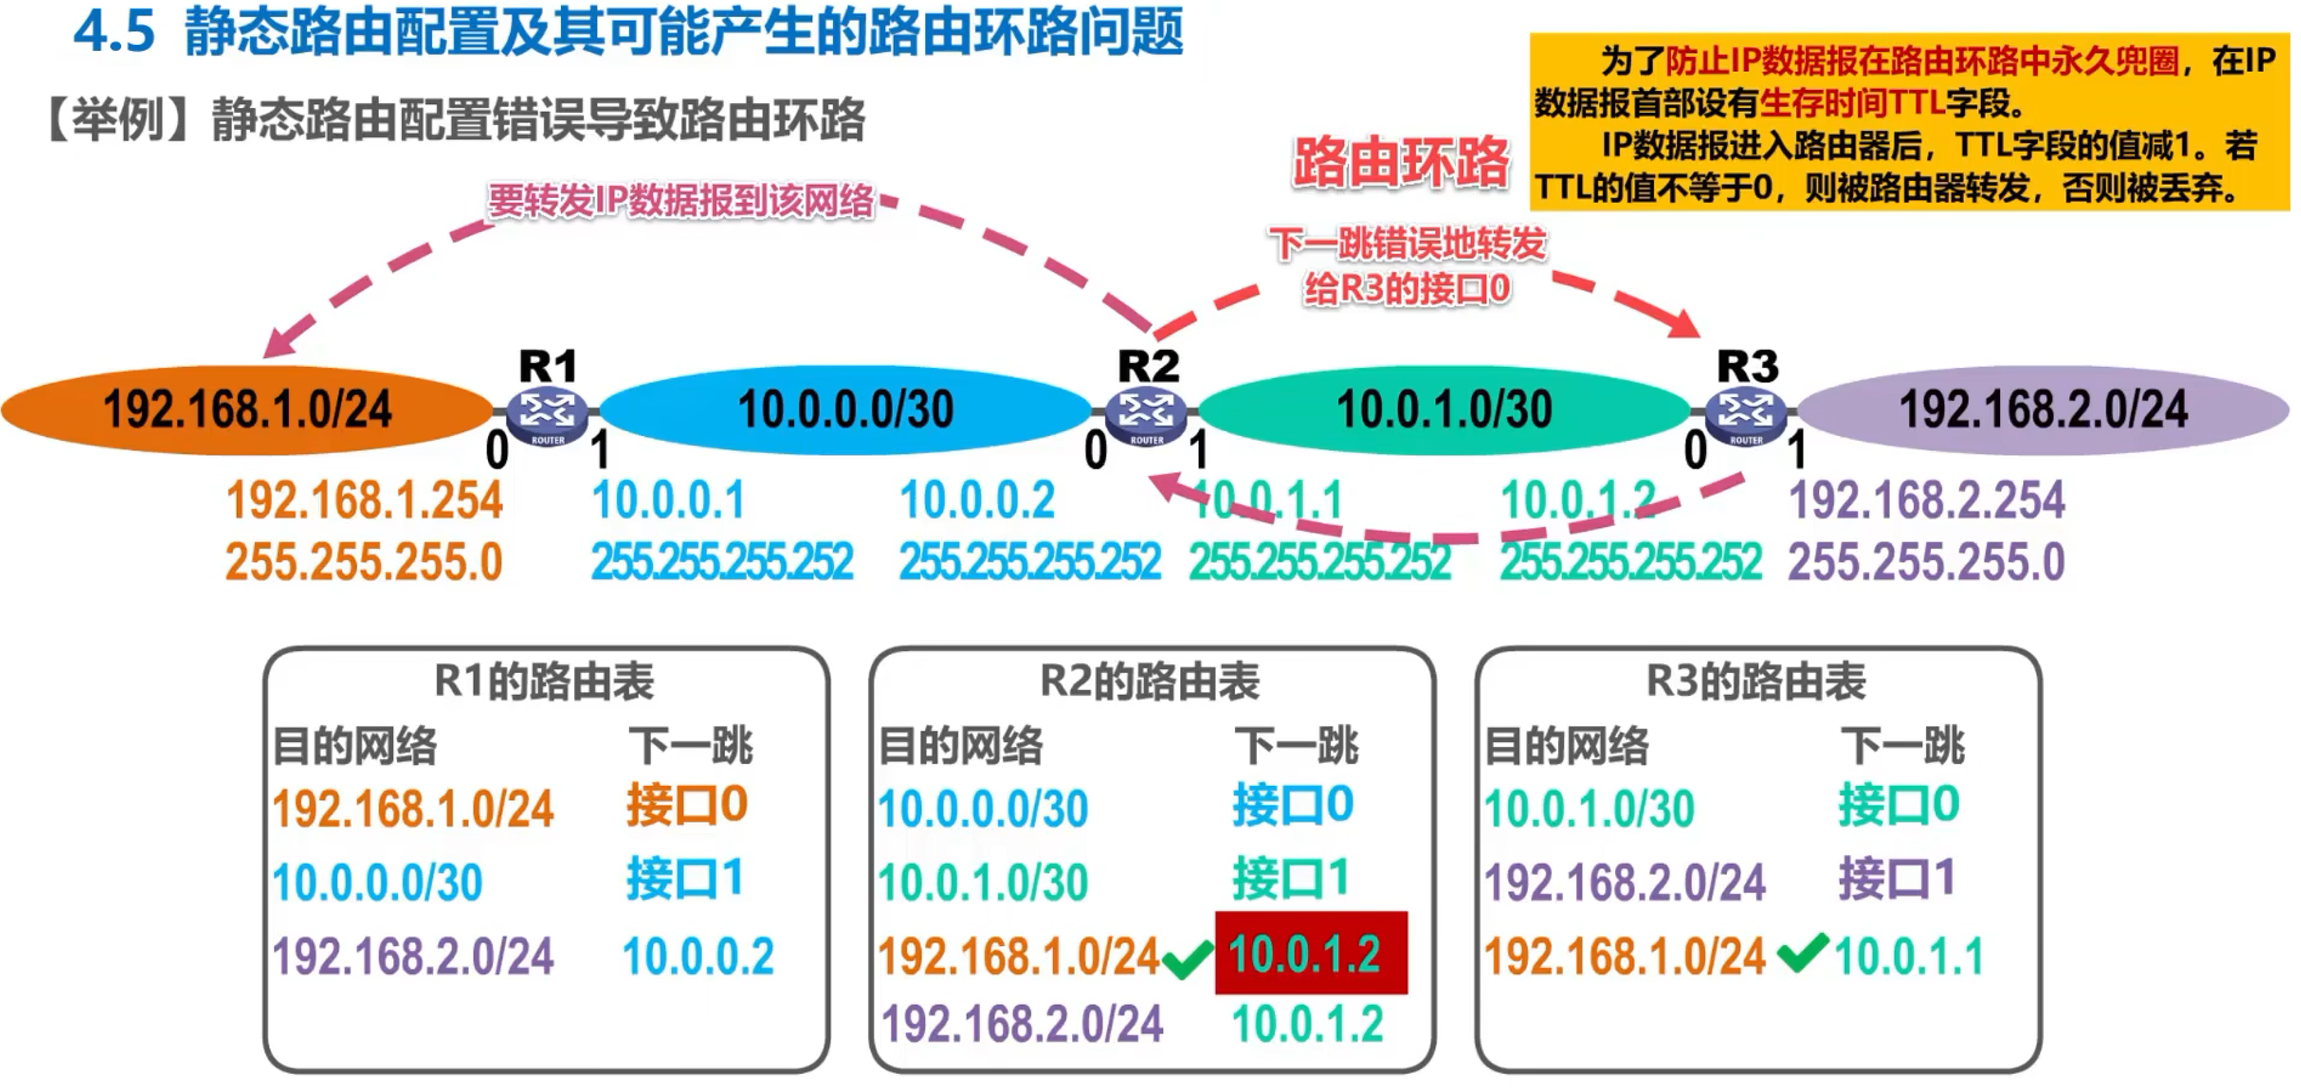 4.5 静态路由配置及其可能产生的路由环路问题
【举例】静态路由配置错误导致路由环路
为了防止IP数据报在路由环路中永久兜圈，在IP
数据报首部设有生存时间TTL字段。
IP数据报进入路由器后，TTL字段的值减1。若
TTL的值不等于0，则被路由器转发，否则被丢弃。
路由环路
要转发IP数据报到该网络
下一跳错误地转发
给R3的接口0
R1 R2 R3
192.168.1.0/24 ROUTER 10.0.0.0/30 ROUTER 10.0.1.0/30 ROUTER 192.168.2.0/24
0 1 0 1 0 1
192.168.1.254 10.0.0.1 10.0.0.2 10.0.1.1 10.0.1.2 192.168.2.254
255.255.255.0 255.255.255.252 255.255.255.252 255.255.255.252 255.255.255.252 255.255.255.0
R1的路由表
目的网络 下一跳
192.168.1.0/24 接口0
10.0.0.0/30 接口1
192.168.2.0/24 10.0.0.2
R2的路由表
目的网络 下一跳
10.0.0.0/30 接口0
10.0.1.0/30 接口1
192.168.1.0/24 10.0.1.2
192.168.2.0/24 10.0.1.2
R3的路由表
目的网络 下一跳
10.0.1.0/30 接口0
192.168.2.0/24 接口1
192.168.1.0/24 10.0.1.1